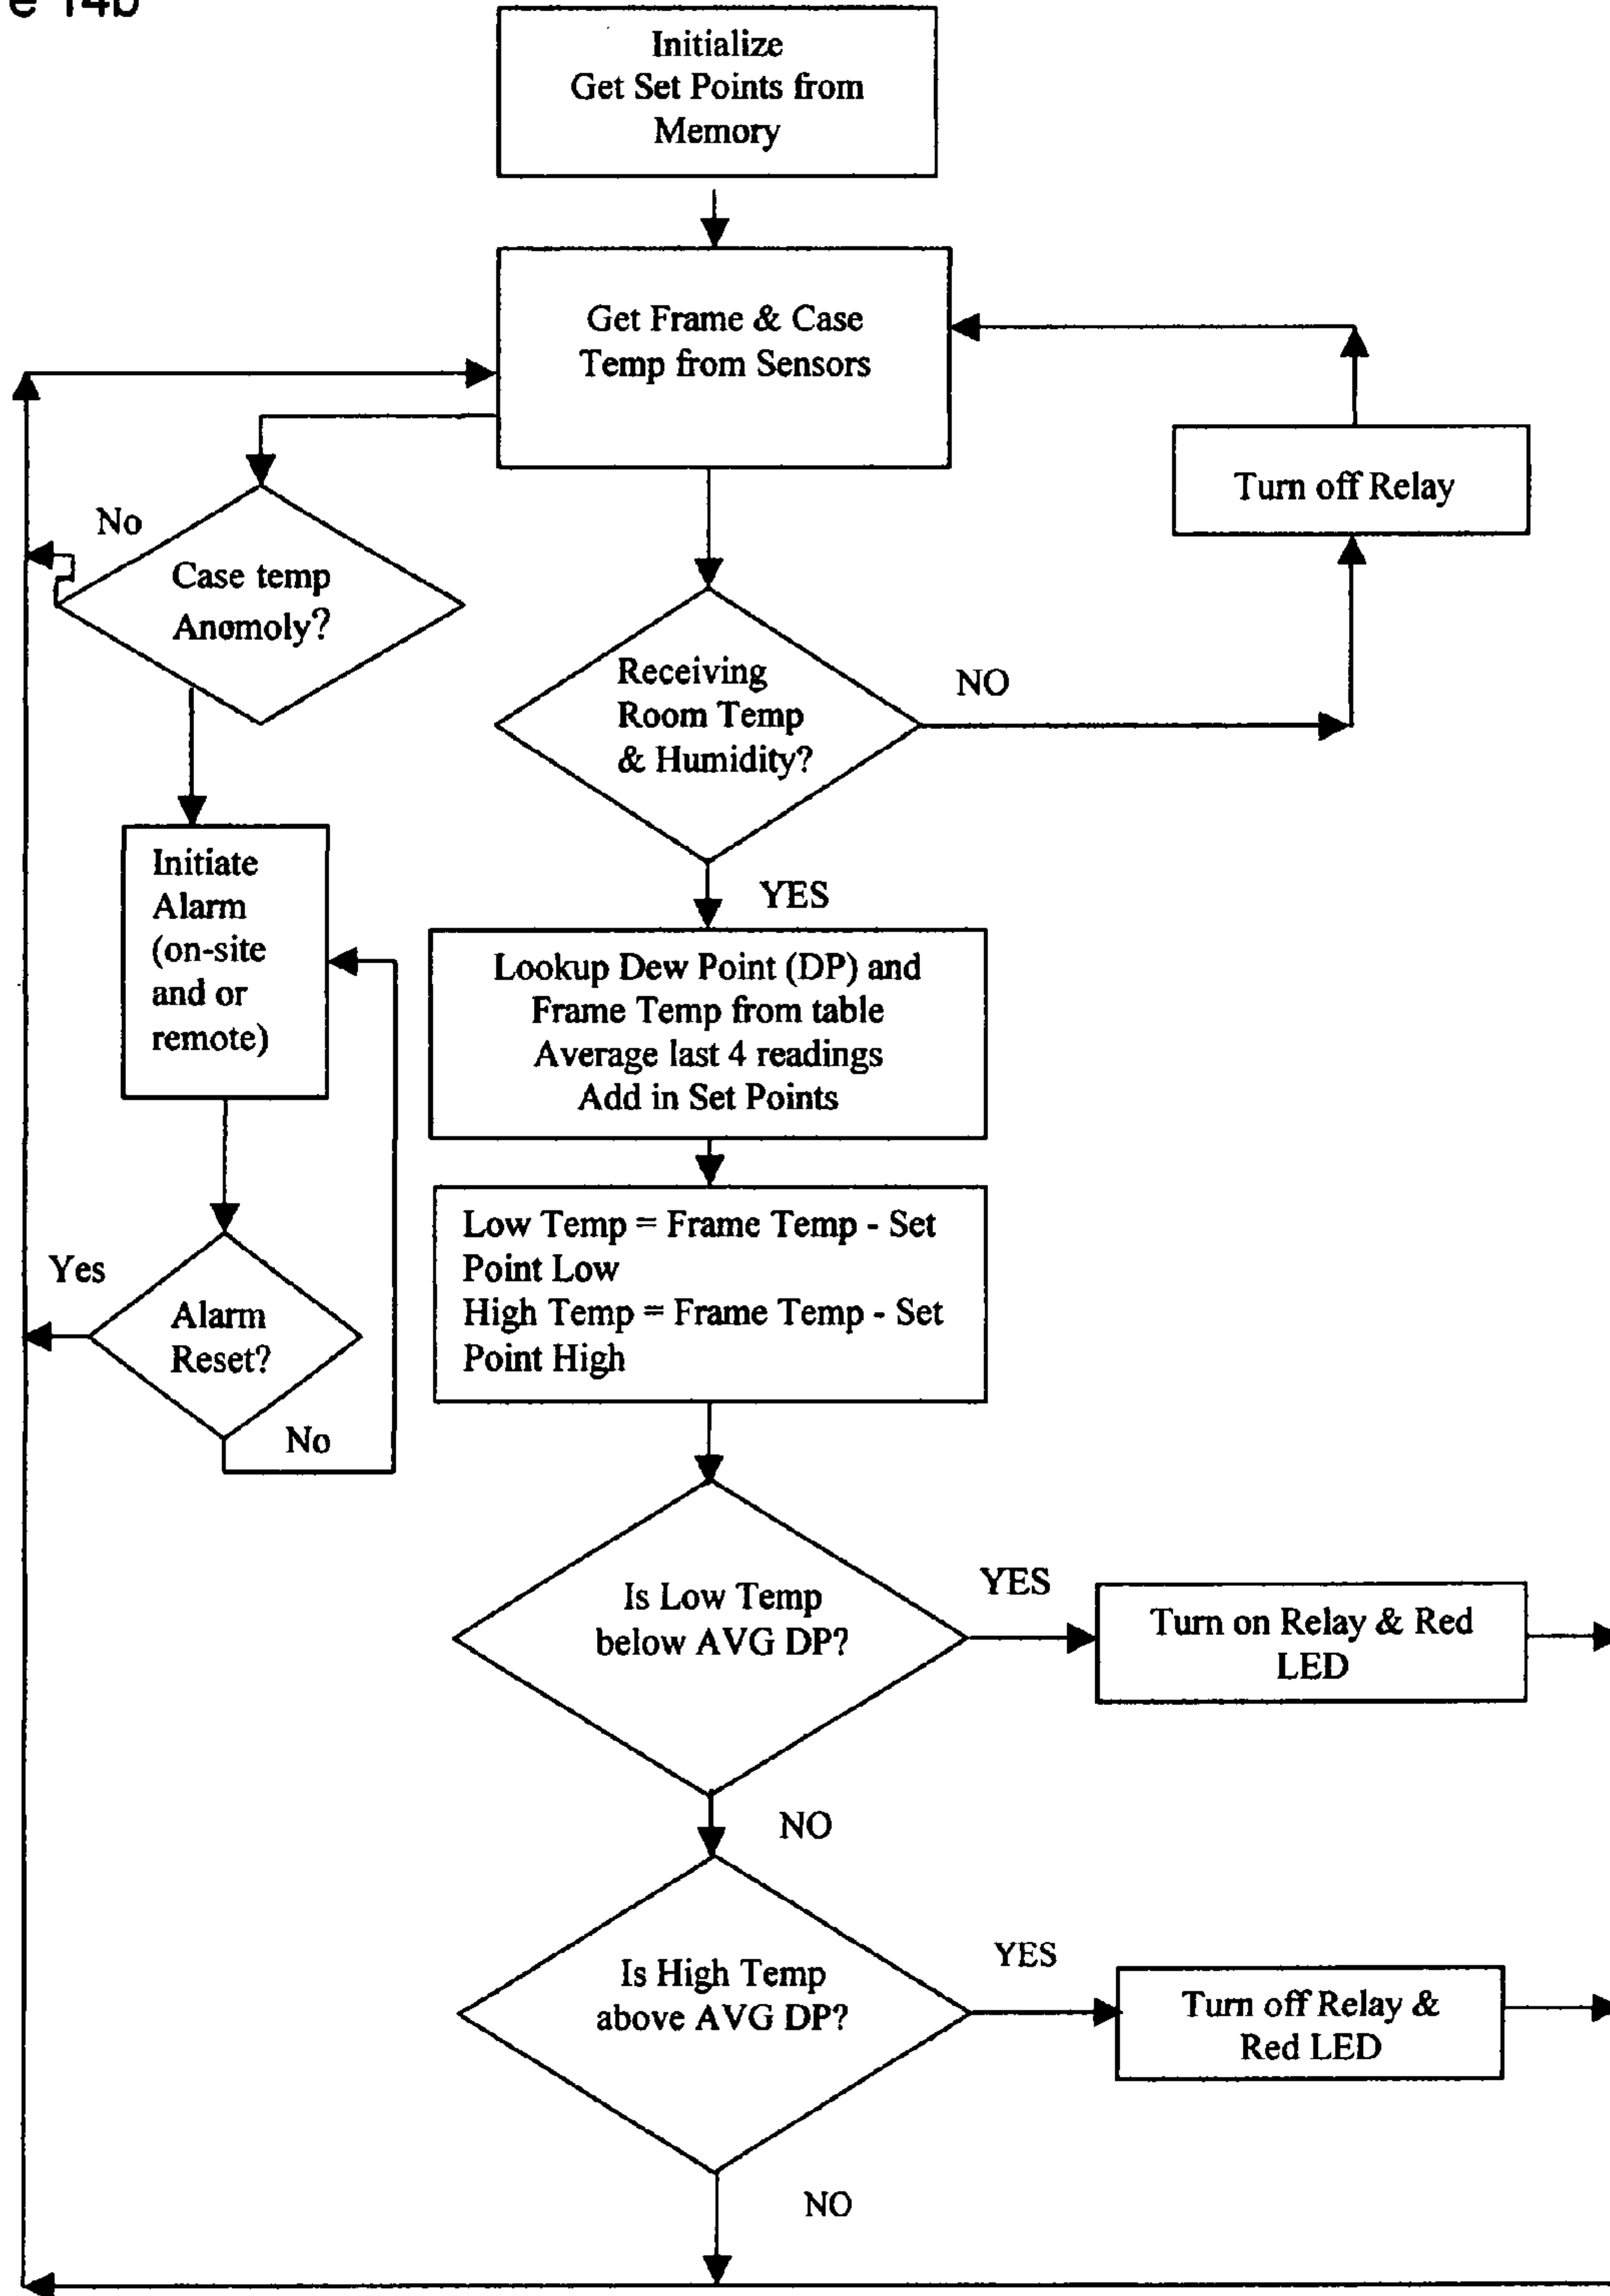 e 14b
Initialize
Get Set Points from
Memory
Get Frame & Case
Temp from Sensors
Turn off Relay
No
Case temp
Anomoly?
Receiving
Room Temp
& Humidity?
NO
YES
Initiate
Alarm
(on-site
and or
remote)
Lookup Dew Point (DP) and
Frame Temp from table
Average last 4 readings
Add in Set Points
Low Temp = Frame Temp - Set
Point Low
High Temp = Frame Temp - Set
Point High
Yes
Alarm
Reset?
No
Is Low Temp
below AVG DP?
YES
Turn on Relay & Red
LED
NO
Is High Temp
above AVG DP?
YES
Turn off Relay &
Red LED
NO